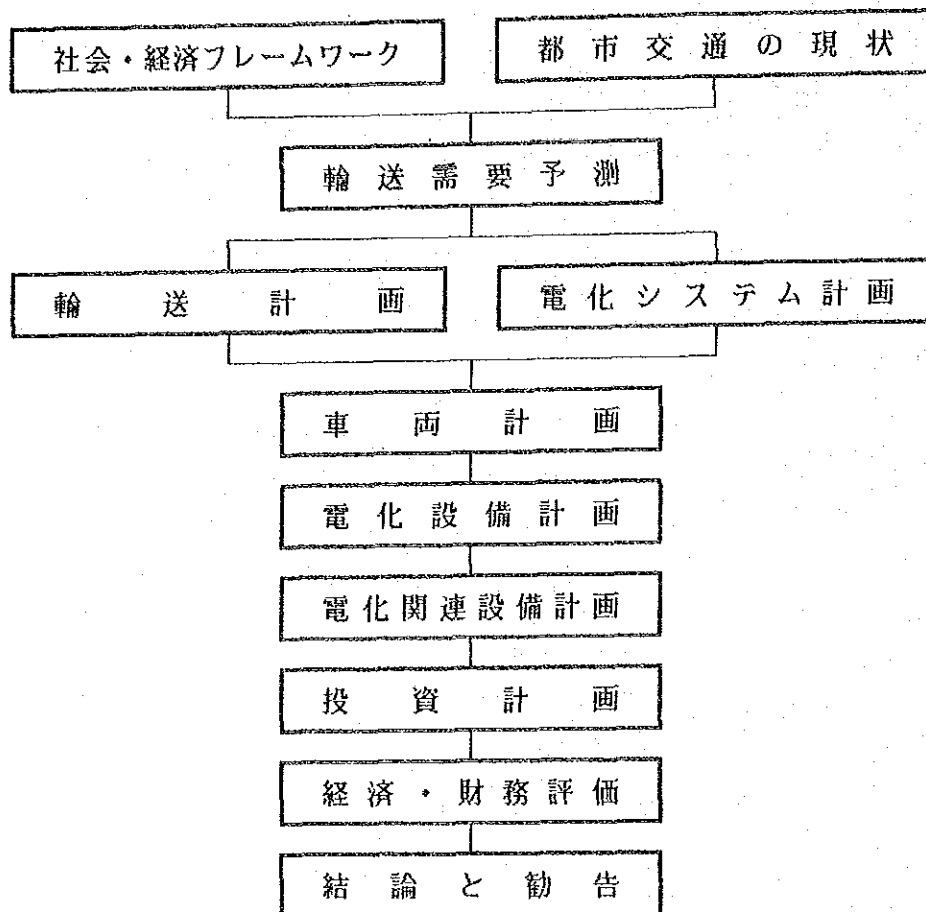 社会・経済フレームワーク
都市交通の現状
輸送需要予測
輸送計画
電化システム計画
車両計画
電化設備計画
電化関連設備計画
投資計画
経済・財務評価
結論と勧告